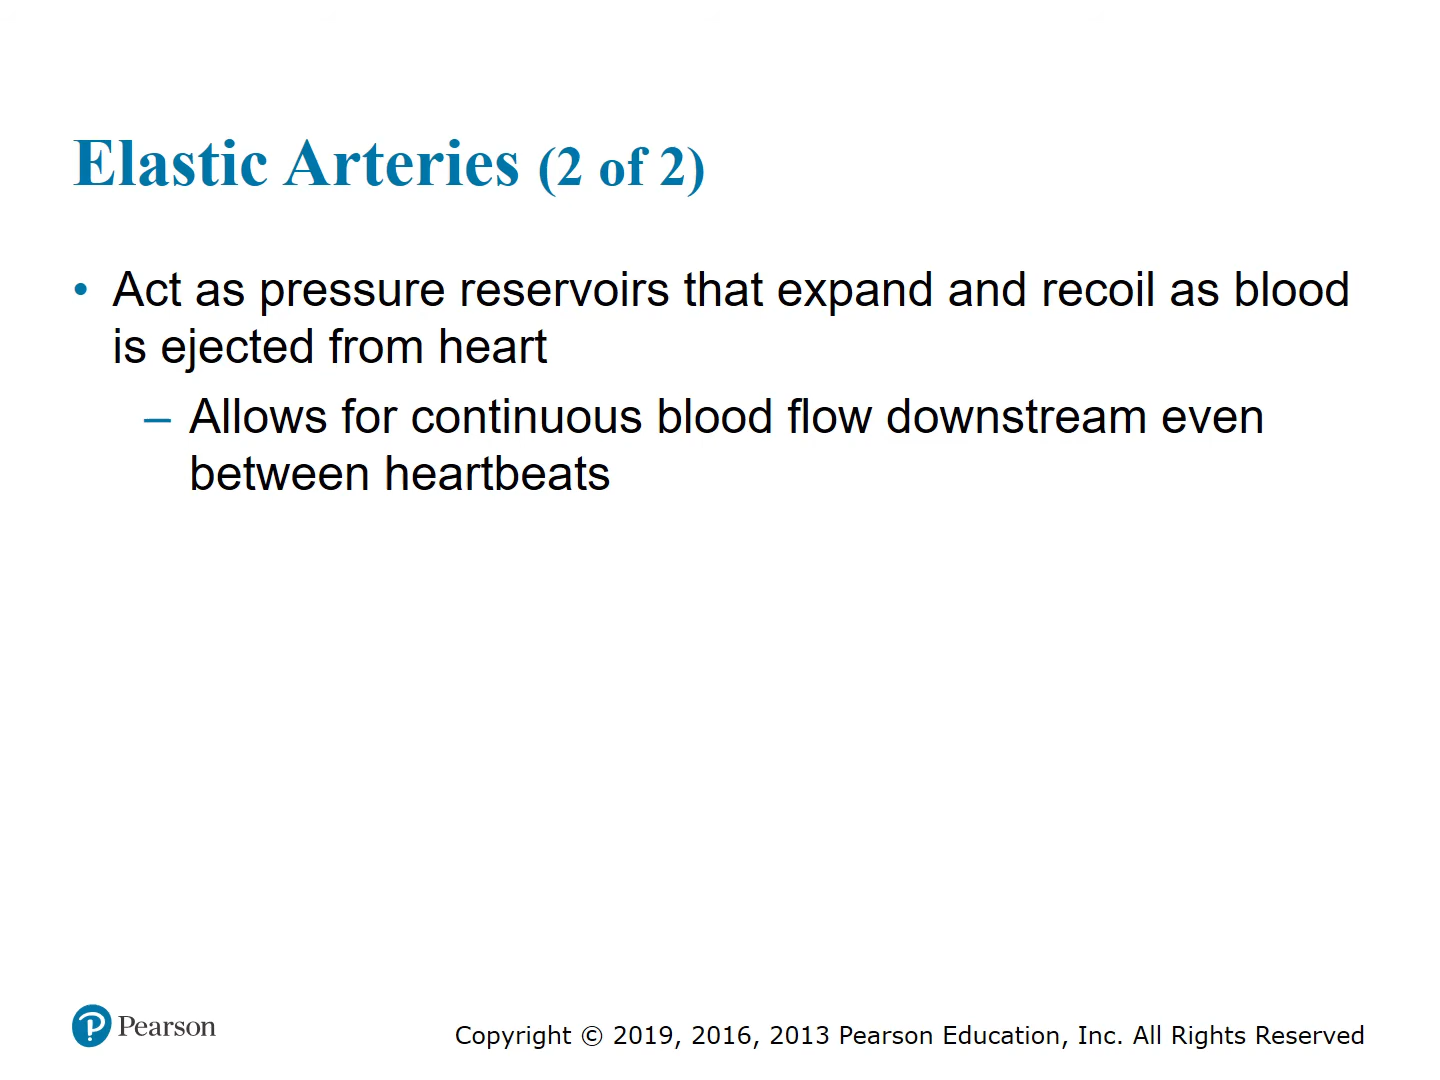 Elastic Arteries (2 of 2)
• Act as pressure reservoirs that expand and recoil as blood
is ejected from heart
– Allows for continuous blood flow downstream even
between heartbeats
Pearson
Copyright © 2019, 2016, 2013 Pearson Education, Inc. All Rights Reserved